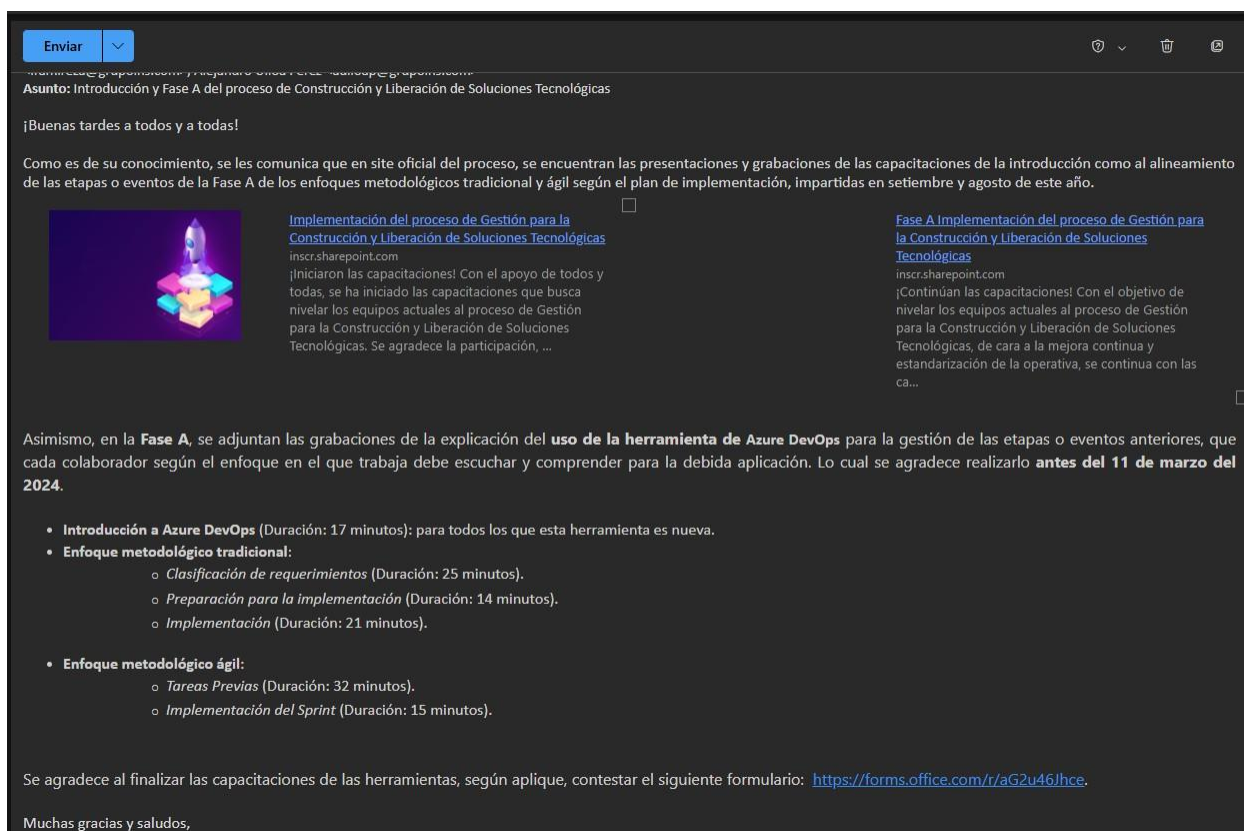 Enviar
Asunto: Introducción y Fase A del proceso de Construcción y Liberación de Soluciones Tecnológicas
¡Buenas tardes a todos y a todas!
Como es de su conocimiento, se les comunica que en site oficial del proceso, se encuentran las presentaciones y grabaciones de las capacitaciones de la introducción como al alineamiento
de las etapas o eventos de la Fase A de los enfoques metodológicos tradicional y ágil según el plan de implementación, impartidas en setiembre y agosto de este año.
Implementación del proceso de Gestión para la
Construcción y Liberación de Soluciones Tecnológicas
inscr.sharepoint.com
¡Iniciaron las capacitaciones! Con el apoyo de todos y
todas, se ha iniciado las capacitaciones que busca
nivelar los equipos actuales al proceso de Gestión
para la Construcción y Liberación de Soluciones
Tecnológicas. Se agradece la participación, ...
Fase A Implementación del proceso de Gestión para
la Construcción y Liberación de Soluciones
Tecnológicas
inscr.sharepoint.com
¡Continúan las capacitaciones! Con el objetivo de
nivelar los equipos actuales al proceso de Gestión
para la Construcción y Liberación de Soluciones
Tecnológicas, de cara a la mejora continua y
estandarización de la operativa, se continua con las
ca...
Asimismo, en la Fase A, se adjuntan las grabaciones de la explicación del uso de la herramienta de Azure DevOps para la gestión de las etapas o eventos anteriores, que
cada colaborador según el enfoque en el que trabaja debe escuchar y comprender para la debida aplicación. Lo cual se agradece realizarlo antes del 11 de marzo del
2024.
• Introducción a Azure DevOps (Duración: 17 minutos): para todos los que esta herramienta es nueva.
• Enfoque metodológico tradicional:
o Clasificación de requerimientos (Duración: 25 minutos).
o Preparación para la implementación (Duración: 14 minutos).
o Implementación (Duración: 21 minutos).
• Enfoque metodológico ágil:
o Tareas Previas (Duración: 32 minutos).
o Implementación del Sprint (Duración: 15 minutos).
Se agradece al finalizar las capacitaciones de las herramientas, según aplique, contestar el siguiente formulario: https://forms.office.com/r/aG2u46Jhce.
Muchas gracias y saludos,